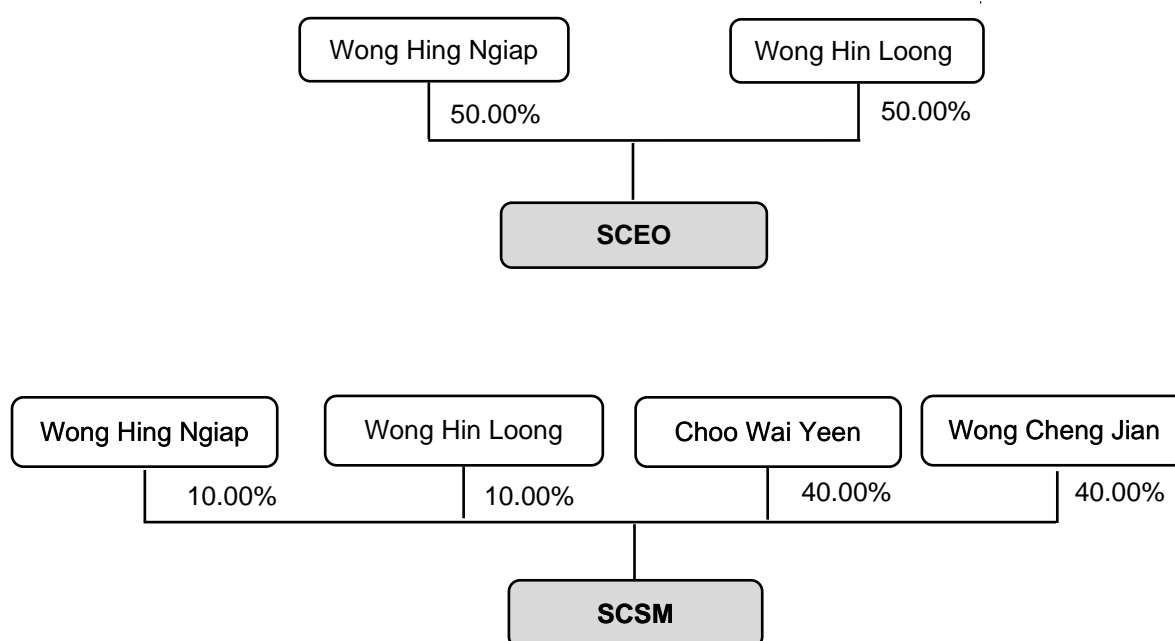 Wong Hing Ngiap
Wong Hin Loong
50.00%
50.00%
SCEO
Wong Hing Ngiap
Wong Hin Loong
Choo Wai Yeen
Wong Cheng Jian
10.00%
10.00%
40.00%
40.00%
SCSM